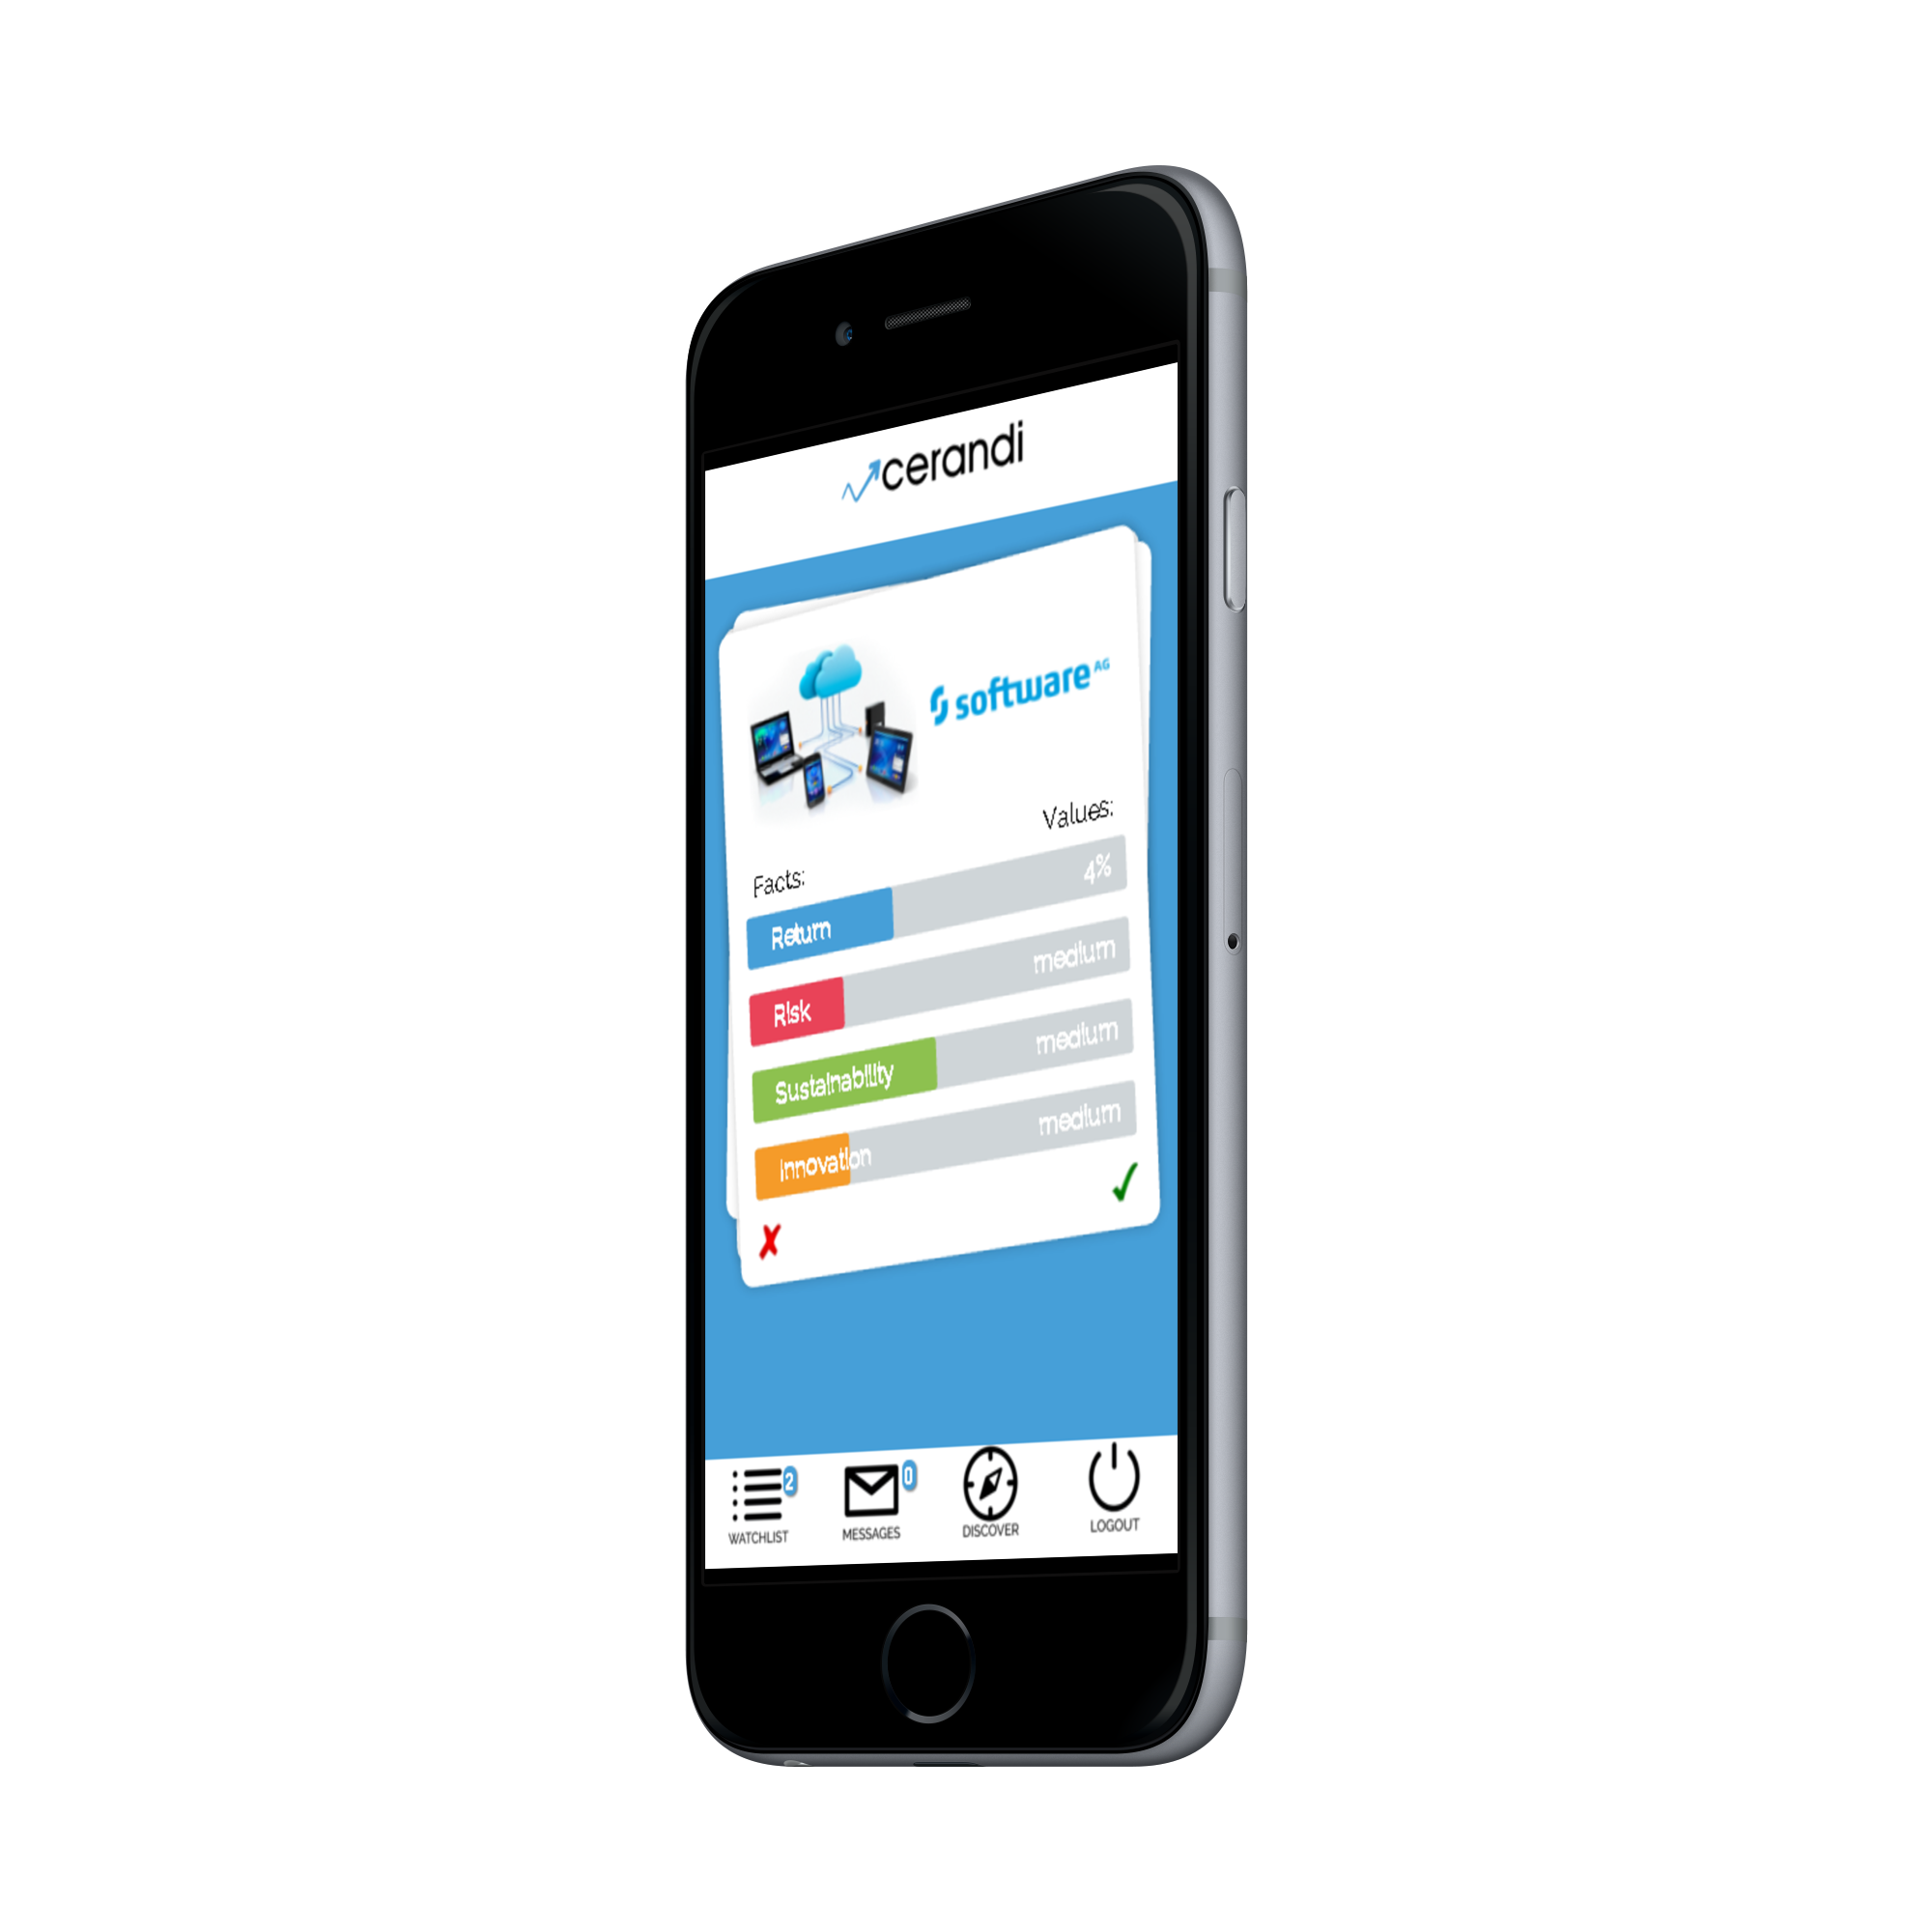 cerandi
software AG
Values:
Facts:
Return 4%
Risk medium
Sustainability medium
Innovation medium
2 0
WATCHLIST MESSAGES DISCOVER LOGOUT